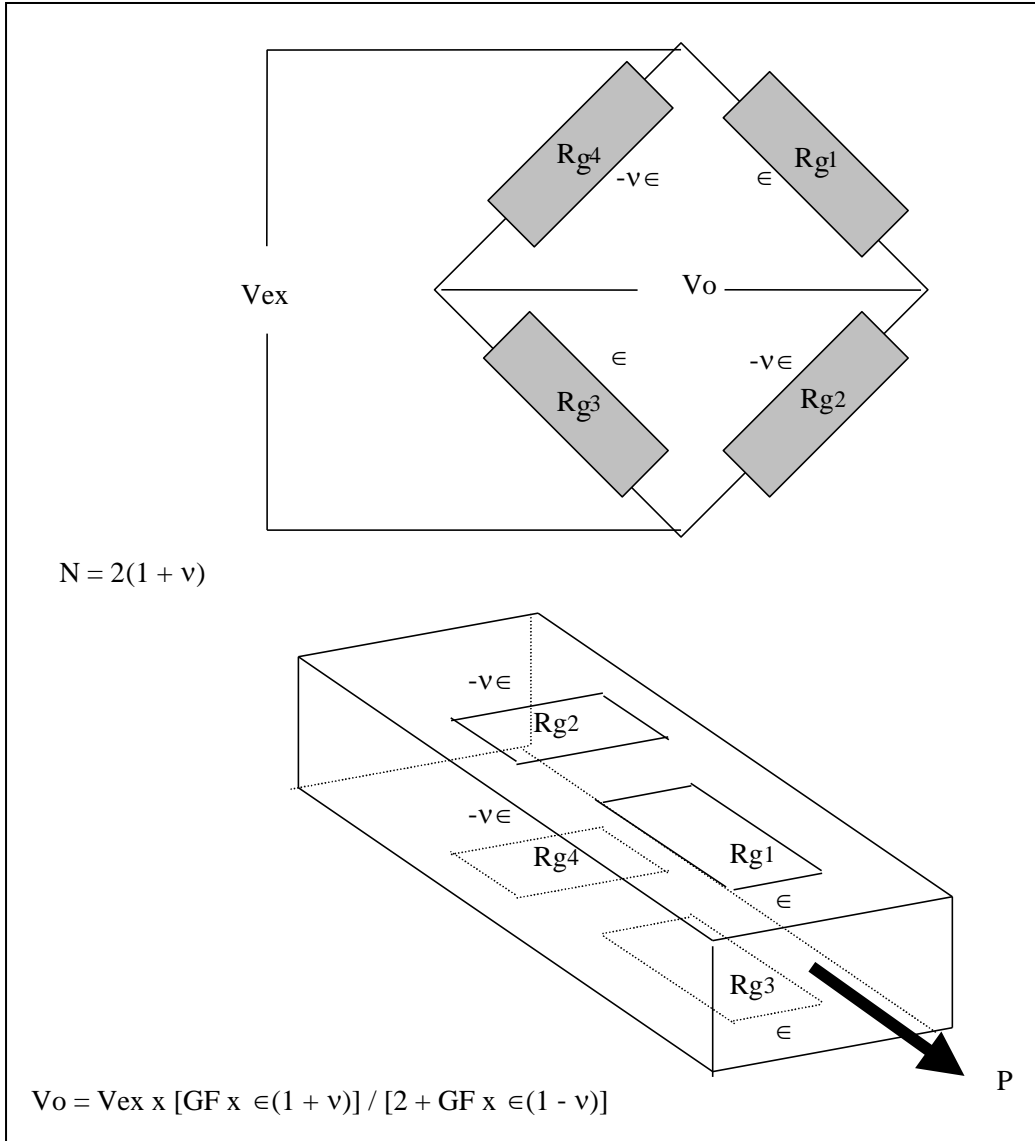 Rg4
Rg1
-ν∈
∈
Vex
Vo
∈
-ν∈
Rg3
Rg2
N = 2(1 + ν)
-ν∈
Rg2
-ν∈
Rg4
Rg1
∈
Rg3
∈
P
Vo = Vex x [GF x ∈(1 + ν)] / [2 + GF x ∈(1 - ν)]